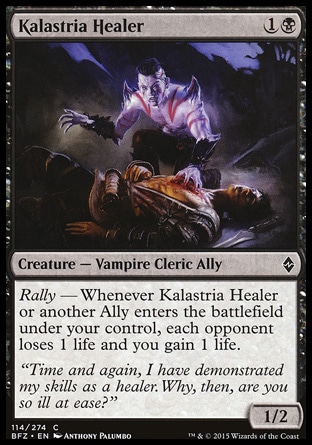 Kalastria Healer 1
Creature — Vampire Cleric Ally
Rally — Whenever Kalastria Healer
or another Ally enters the battlefield
under your control, each opponent
loses 1 life and you gain 1 life.
“Time and again, I have demonstrated
my skills as a healer. Why, then, are you
so ill at ease?”
1/2
114/274 C
BFZ • EN Anthony Palumbo
™ & © 2015 Wizards of the Coast